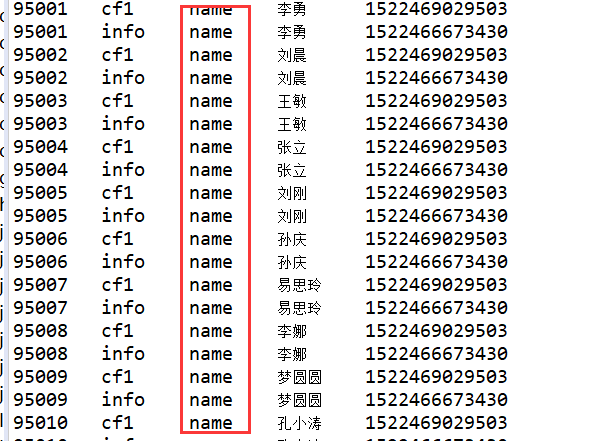 95001 cf1 name 李勇 1522469029503
95001 info name 李勇 1522466673430
95002 cf1 name 刘晨 1522469029503
95002 info name 刘晨 1522466673430
95003 cf1 name 王敏 1522469029503
95003 info name 王敏 1522466673430
95004 cf1 name 张立 1522469029503
95004 info name 张立 1522466673430
95005 cf1 name 刘刚 1522469029503
95005 info name 刘刚 1522466673430
95006 cf1 name 孙庆 1522469029503
95006 info name 孙庆 1522466673430
95007 cf1 name 易思玲 1522469029503
95007 info name 易思玲 1522466673430
95008 cf1 name 李娜 1522469029503
95008 info name 李娜 1522466673430
95009 cf1 name 梦圆圆 1522469029503
95009 info name 梦圆圆 1522466673430
95010 cf1 name 孔小涛 1522469029503